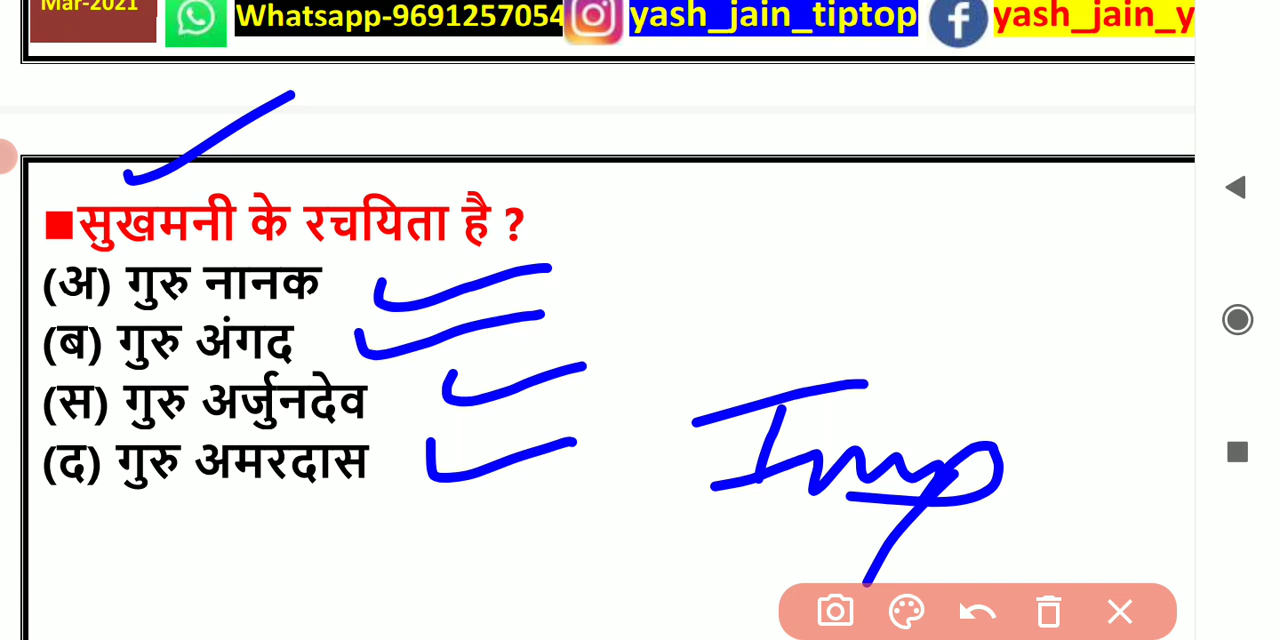 Mar-2021 Whatsapp-9691257054 yash_jain_tiptop yash_jain_y
सुखमनी के रचयिता है ?
(अ) गुरु नानक
(ब) गुरु अंगद
(स) गुरु अर्जुनदेव
(द) गुरु अमरदास
Imp